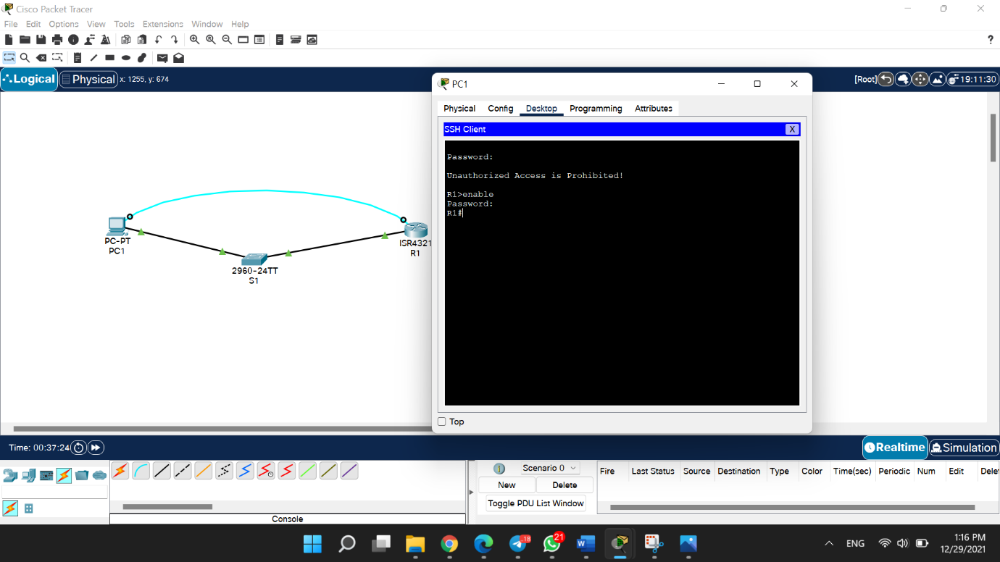 Cisco Packet Tracer
File Edit Options View Tools Extensions Window Help
?
Logical Physical x: 1255, y: 674
[Root] 19:11:30
PC1
Physical Config Desktop Programming Attributes
SSH Client
X
Password:
Unauthorized Access is Prohibited!
R1>enable
Password:
R1#
Top
PC-PT
PC1
2960-24TT
S1
ISR4321
R1
Time: 00:37:24
Realtime Simulation
Scenario 0
New Delete
Toggle PDU List Window
Fire Last Status Source Destination Type Color Time(sec) Periodic Num Edit Delet
Console
18
21
ENG
1:16 PM
12/29/2021